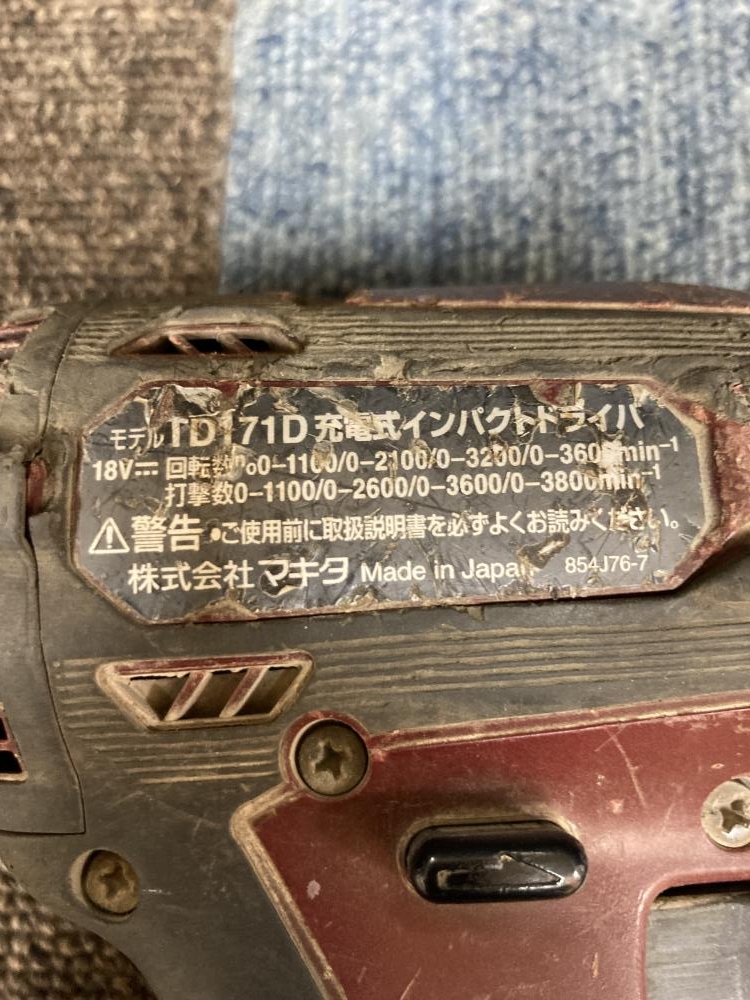 モデル TD171D 充電式インパクトドライバ
18V⎓ 回転数n₀0-1100/0-2100/0-3200/0-3600min⁻¹
打撃数0-1100/0-2600/0-3600/0-3800min⁻¹
⚠警告 •ご使用前に取扱説明書を必ずよくお読みください。
株式会社マキタ Made in Japan 854J76-7